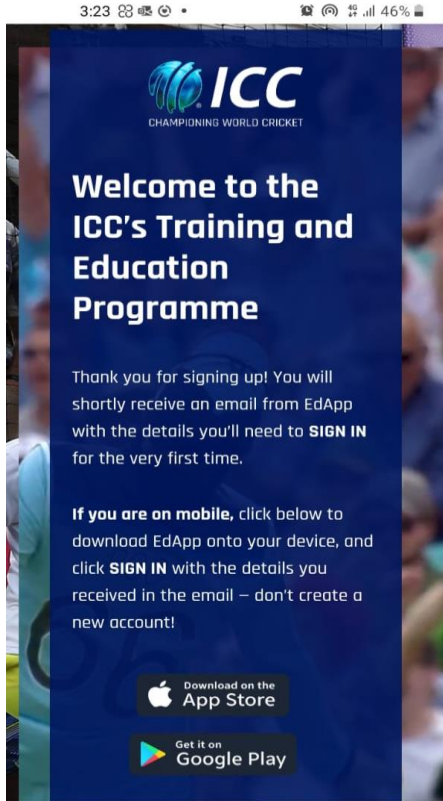 3:23 46%
ICC
CHAMPIONING WORLD CRICKET
Welcome to the
ICC's Training and
Education
Programme
Thank you for signing up! You will
shortly receive an email from EdApp
with the details you'll need to SIGN IN
for the very first time.
If you are on mobile, click below to
download EdApp onto your device, and
click SIGN IN with the details you
received in the email – don't create a
new account!
Download on the
App Store
Get it on
Google Play